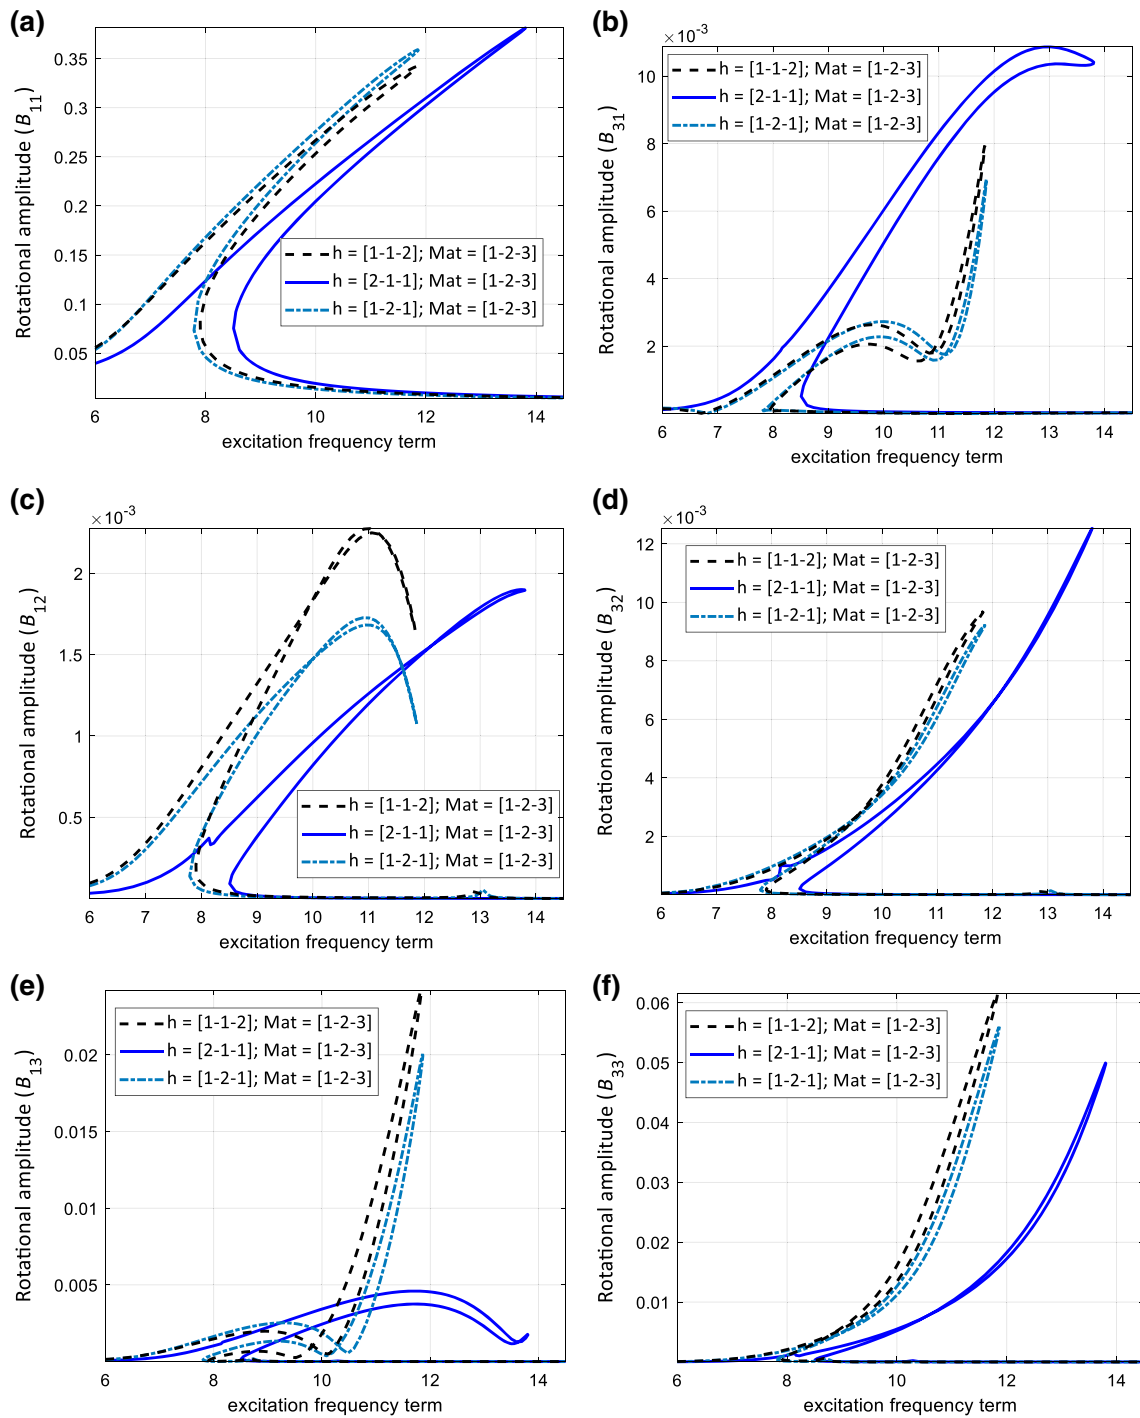 (a)
0.35
0.3
0.25
0.2
0.15
0.1
0.05
Rotational amplitude (B11)
h = [1-1-2]; Mat = [1-2-3]
h = [2-1-1]; Mat = [1-2-3]
h = [1-2-1]; Mat = [1-2-3]
6 8 10 12 14
excitation frequency term
(b)
×10-3
10
8
6
4
2
Rotational amplitude (B31)
h = [1-1-2]; Mat = [1-2-3]
h = [2-1-1]; Mat = [1-2-3]
h = [1-2-1]; Mat = [1-2-3]
6 7 8 9 10 11 12 13 14
excitation frequency term
(c)
×10-3
2
1.5
1
0.5
Rotational amplitude (B12)
h = [1-1-2]; Mat = [1-2-3]
h = [2-1-1]; Mat = [1-2-3]
h = [1-2-1]; Mat = [1-2-3]
6 7 8 9 10 11 12 13 14
excitation frequency term
(d)
×10-3
12
10
8
6
4
2
Rotational amplitude (B32)
h = [1-1-2]; Mat = [1-2-3]
h = [2-1-1]; Mat = [1-2-3]
h = [1-2-1]; Mat = [1-2-3]
6 7 8 9 10 11 12 13 14
excitation frequency term
(e)
0.02
0.015
0.01
0.005
Rotational amplitude (B13)
h = [1-1-2]; Mat = [1-2-3]
h = [2-1-1]; Mat = [1-2-3]
h = [1-2-1]; Mat = [1-2-3]
6 8 10 12 14
excitation frequency term
(f)
0.06
0.05
0.04
0.03
0.02
0.01
Rotational amplitude (B33)
h = [1-1-2]; Mat = [1-2-3]
h = [2-1-1]; Mat = [1-2-3]
h = [1-2-1]; Mat = [1-2-3]
6 8 10 12 14
excitation frequency term